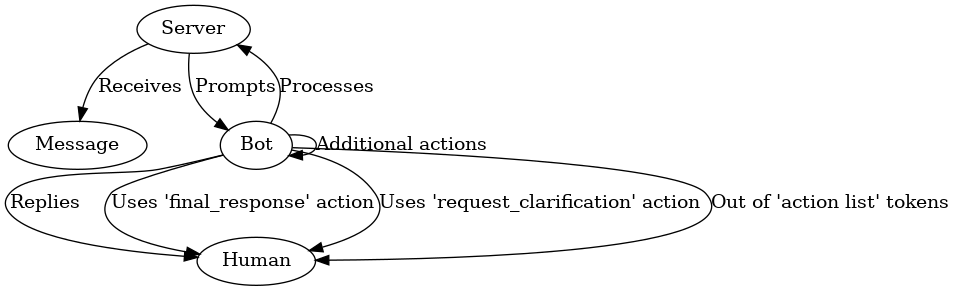 Server
Receives
Prompts
Processes
Message
Bot
Additional actions
Replies
Uses 'final_response' action
Uses 'request_clarification' action
Out of 'action list' tokens
Human